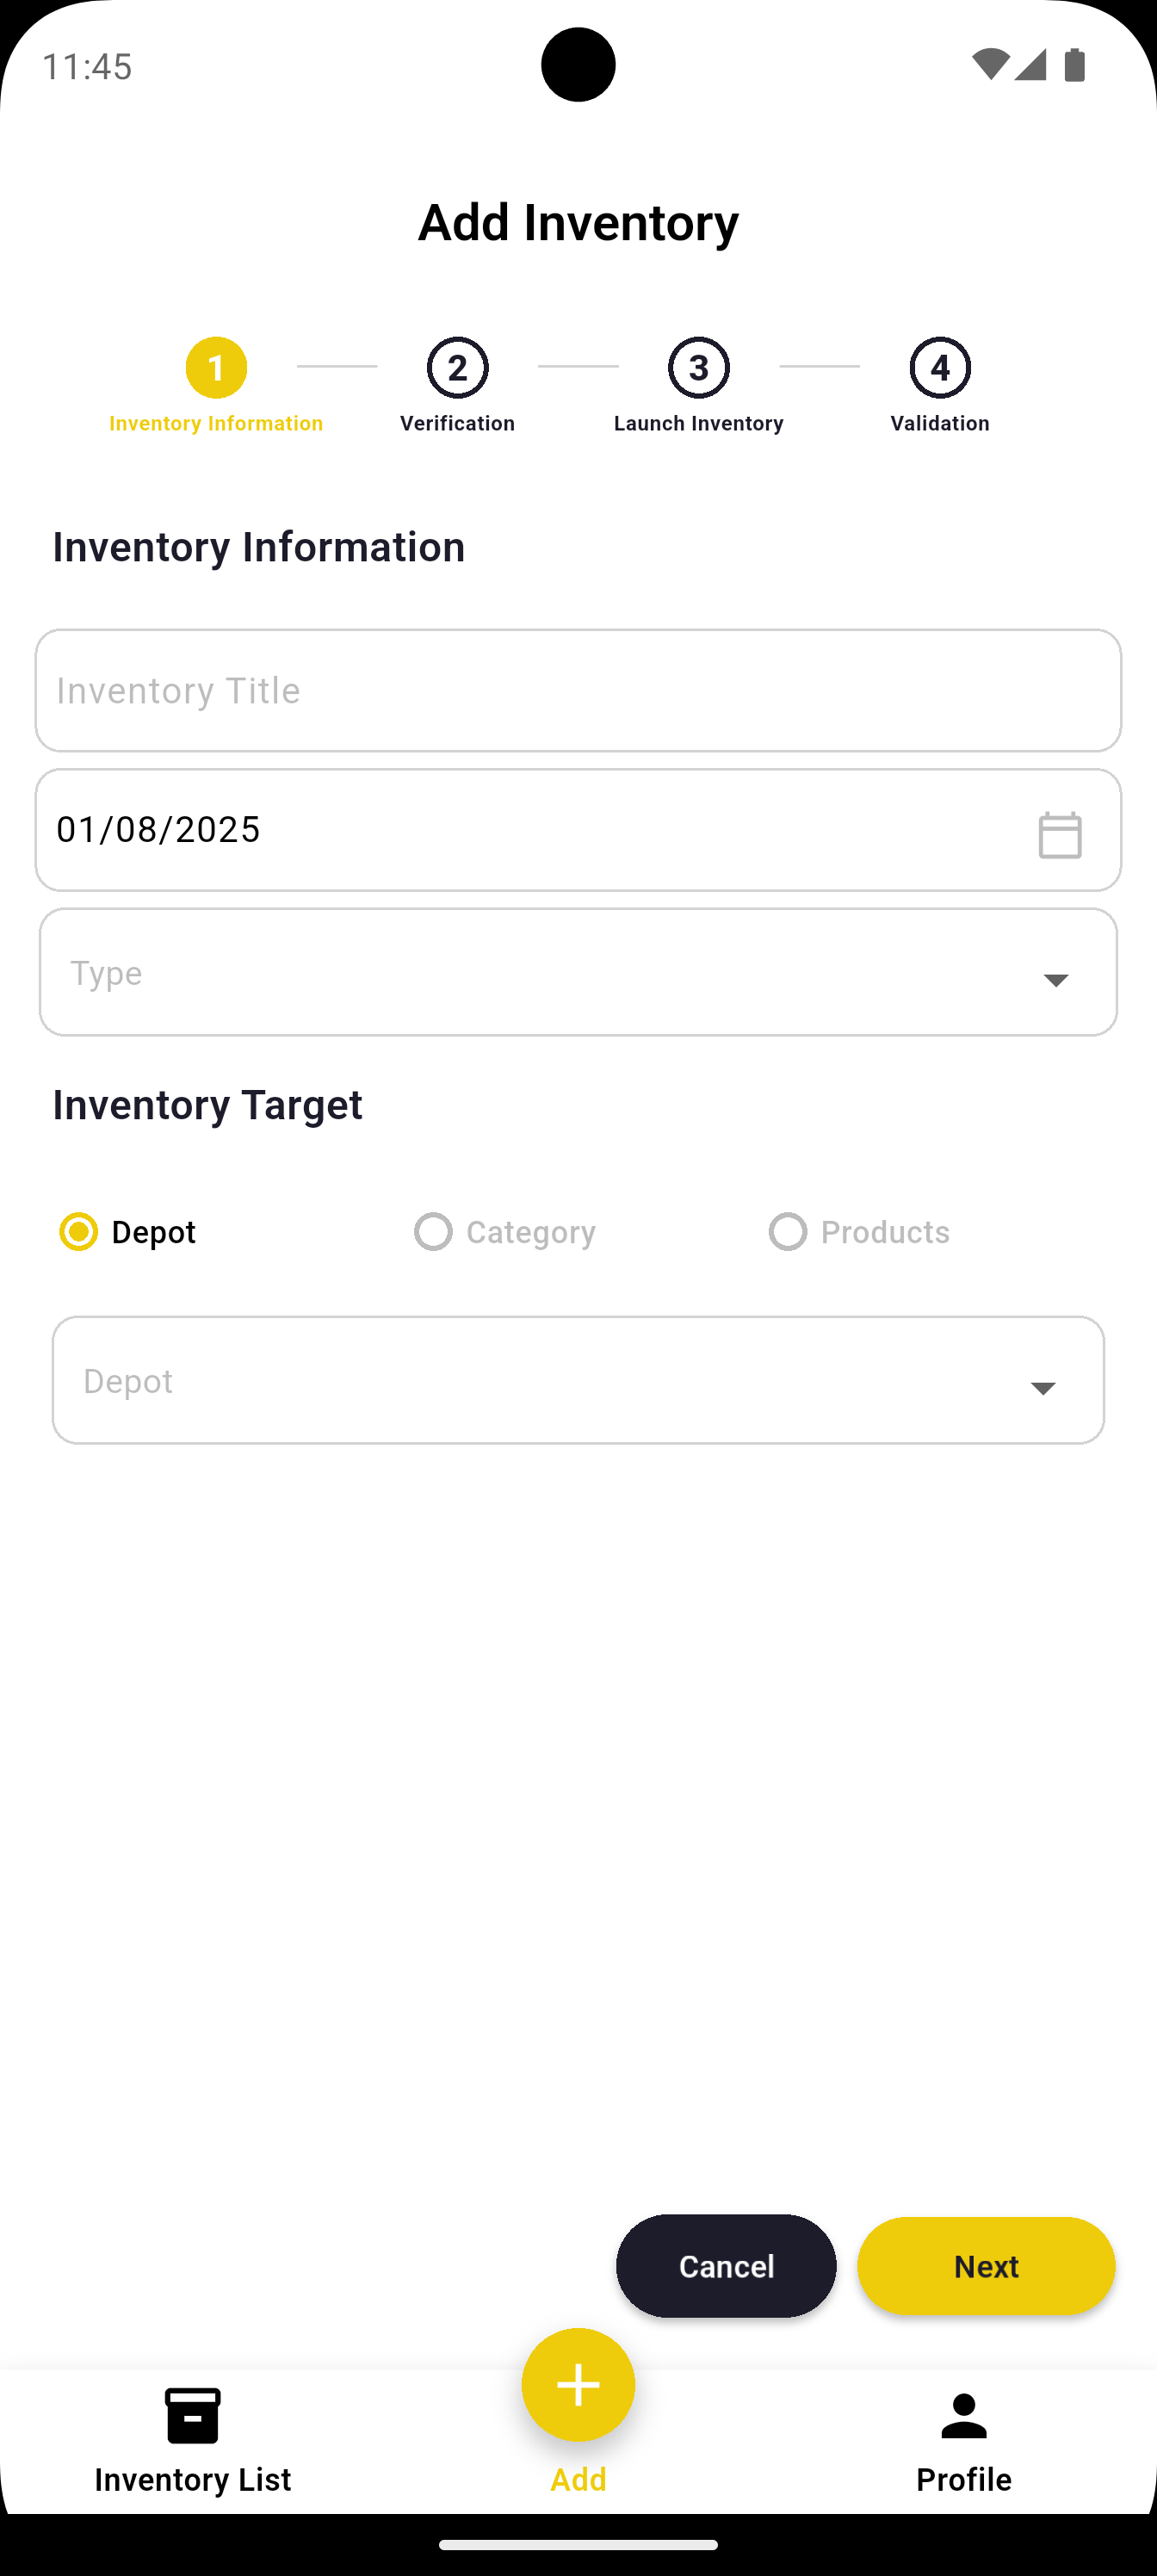 11:45
Add Inventory
1 2 3 4
Inventory Information Verification Launch Inventory Validation
Inventory Information
Inventory Title
01/08/2025
Type
Inventory Target
Depot Category Products
Depot
Cancel Next
Inventory List Add Profile